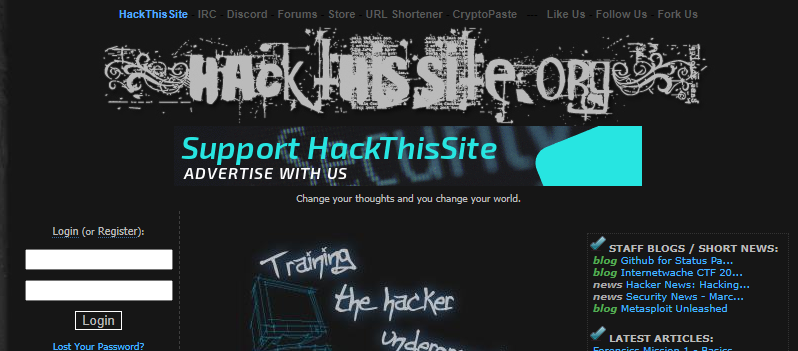 HackThisSite - IRC - Discord - Forums - Store - URL Shortener - CryptoPaste — Like Us - Follow Us - Fork Us
HackThisSite.org
Support HackThisSite
ADVERTISE WITH US
Change your thoughts and you change your world.
Login (or Register):
Login
Lost Your Password?
Training
the hacker
STAFF BLOGS / SHORT NEWS:
blog Github for Status Pa...
blog Internetwache CTF 20...
news Hacker News: Hacking...
news Security News - Marc...
blog Metasploit Unleashed
LATEST ARTICLES:
Forensics Mission 1 - Basics